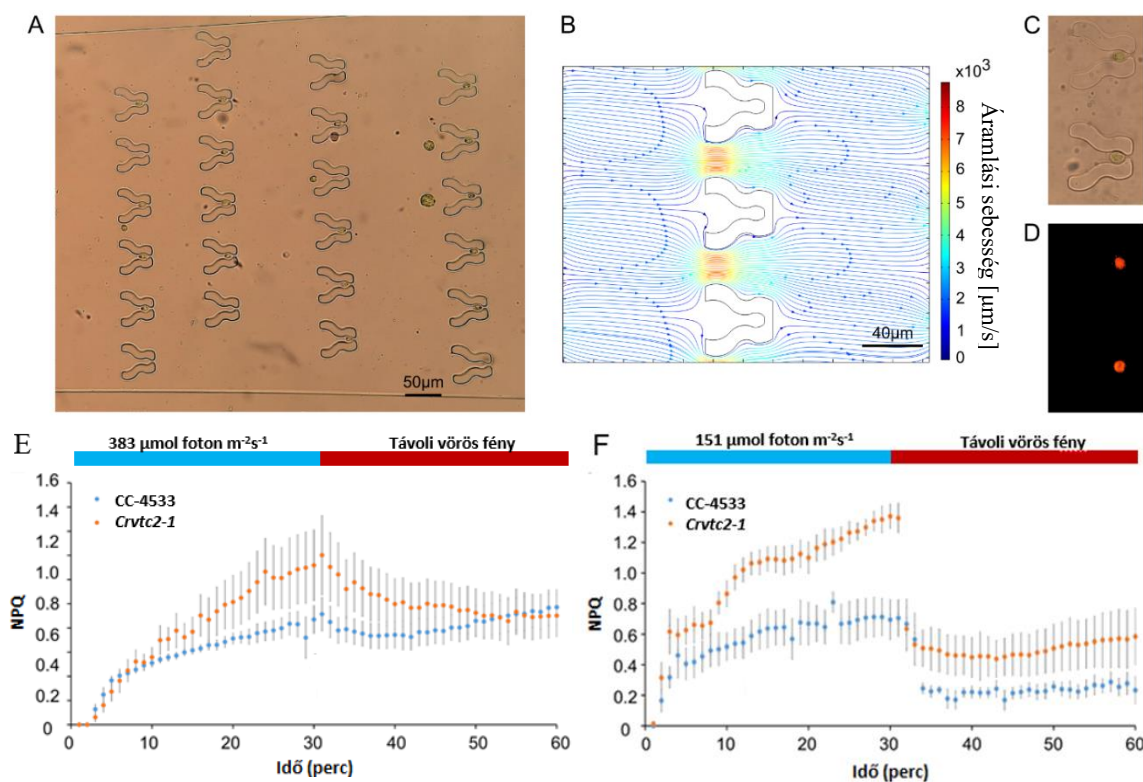 A
50µm
B
x10³
8
7
6
5
4
3
2
1
0
Áramlási sebesség [µm/s]
40µm
C
D
E
383 µmol foton m⁻²s⁻¹
Távoli vörös fény
CC-4533
Crvtc2-1
NPQ
1.6
1.4
1.2
1.0
0.8
0.6
0.4
0.2
0
0
10
20
30
40
50
60
Idő (perc)
F
151 µmol foton m⁻²s⁻¹
Távoli vörös fény
CC-4533
Crvtc2-1
NPQ
1.6
1.4
1.2
1.0
0.8
0.6
0.4
0.2
0
0
10
20
30
40
50
60
Idő (perc)